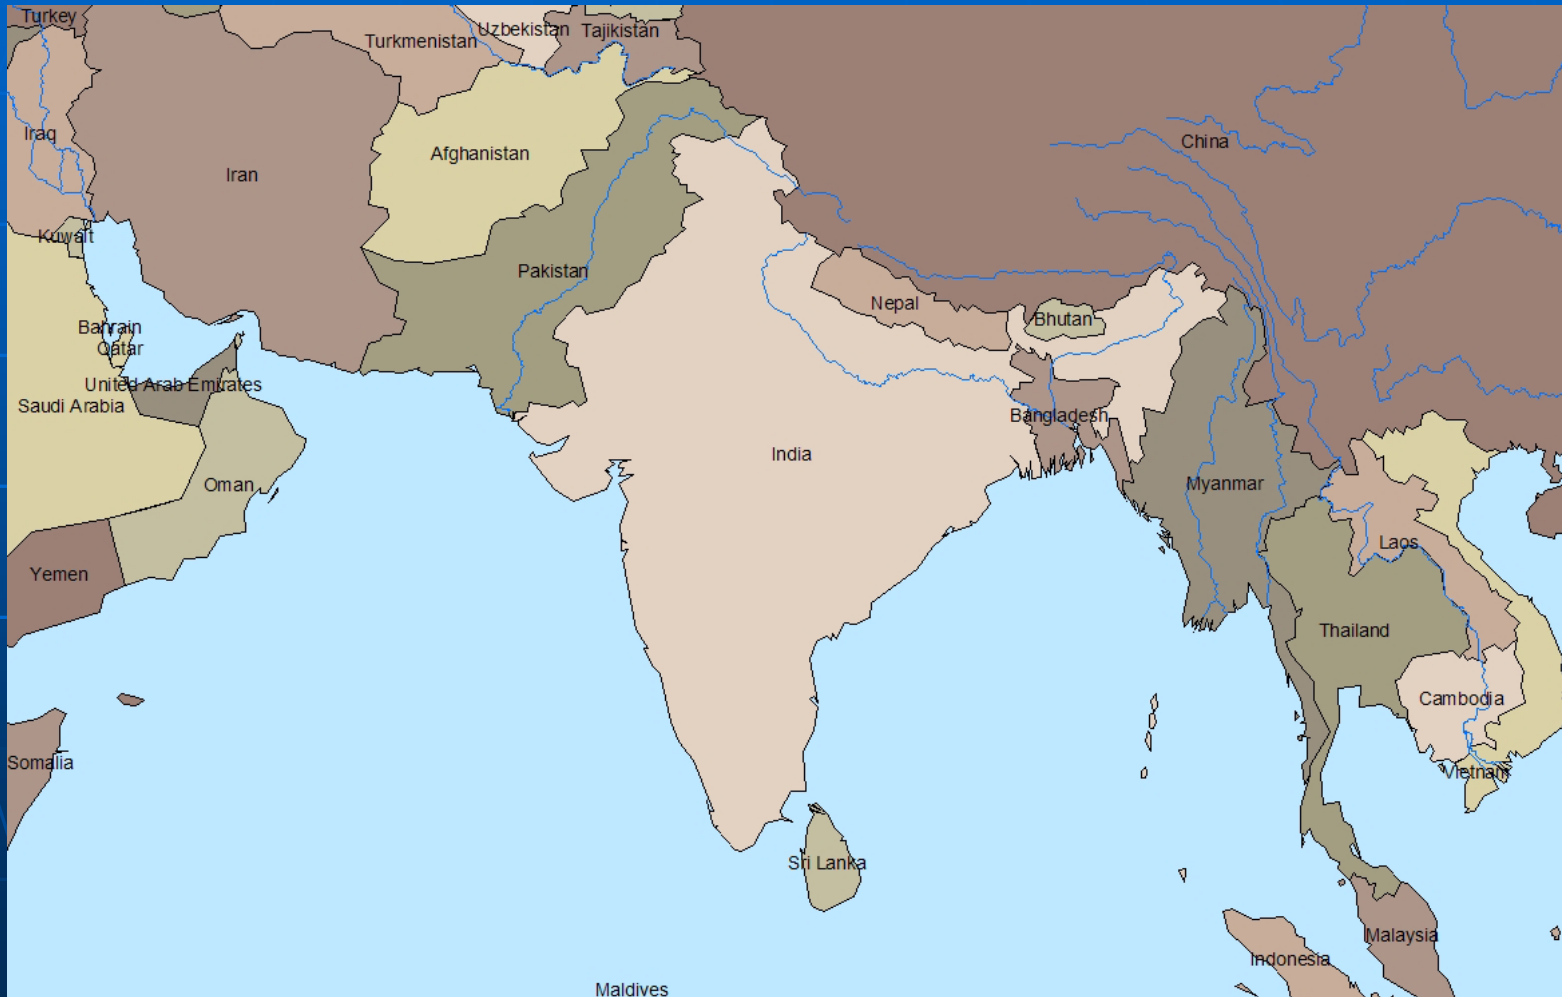 Turkey
Uzbekistan
Tajikistan
Turkmenistan
Iraq
China
Afghanistan
Iran
Kuwait
Pakistan
Nepal
Bhutan
Bahrain
Qatar
United Arab Emirates
Saudi Arabia
Bangladesh
India
Oman
Myanmar
Laos
Yemen
Thailand
Cambodia
Somalia
Vietnam
Sri Lanka
Malaysia
Indonesia
Maldives